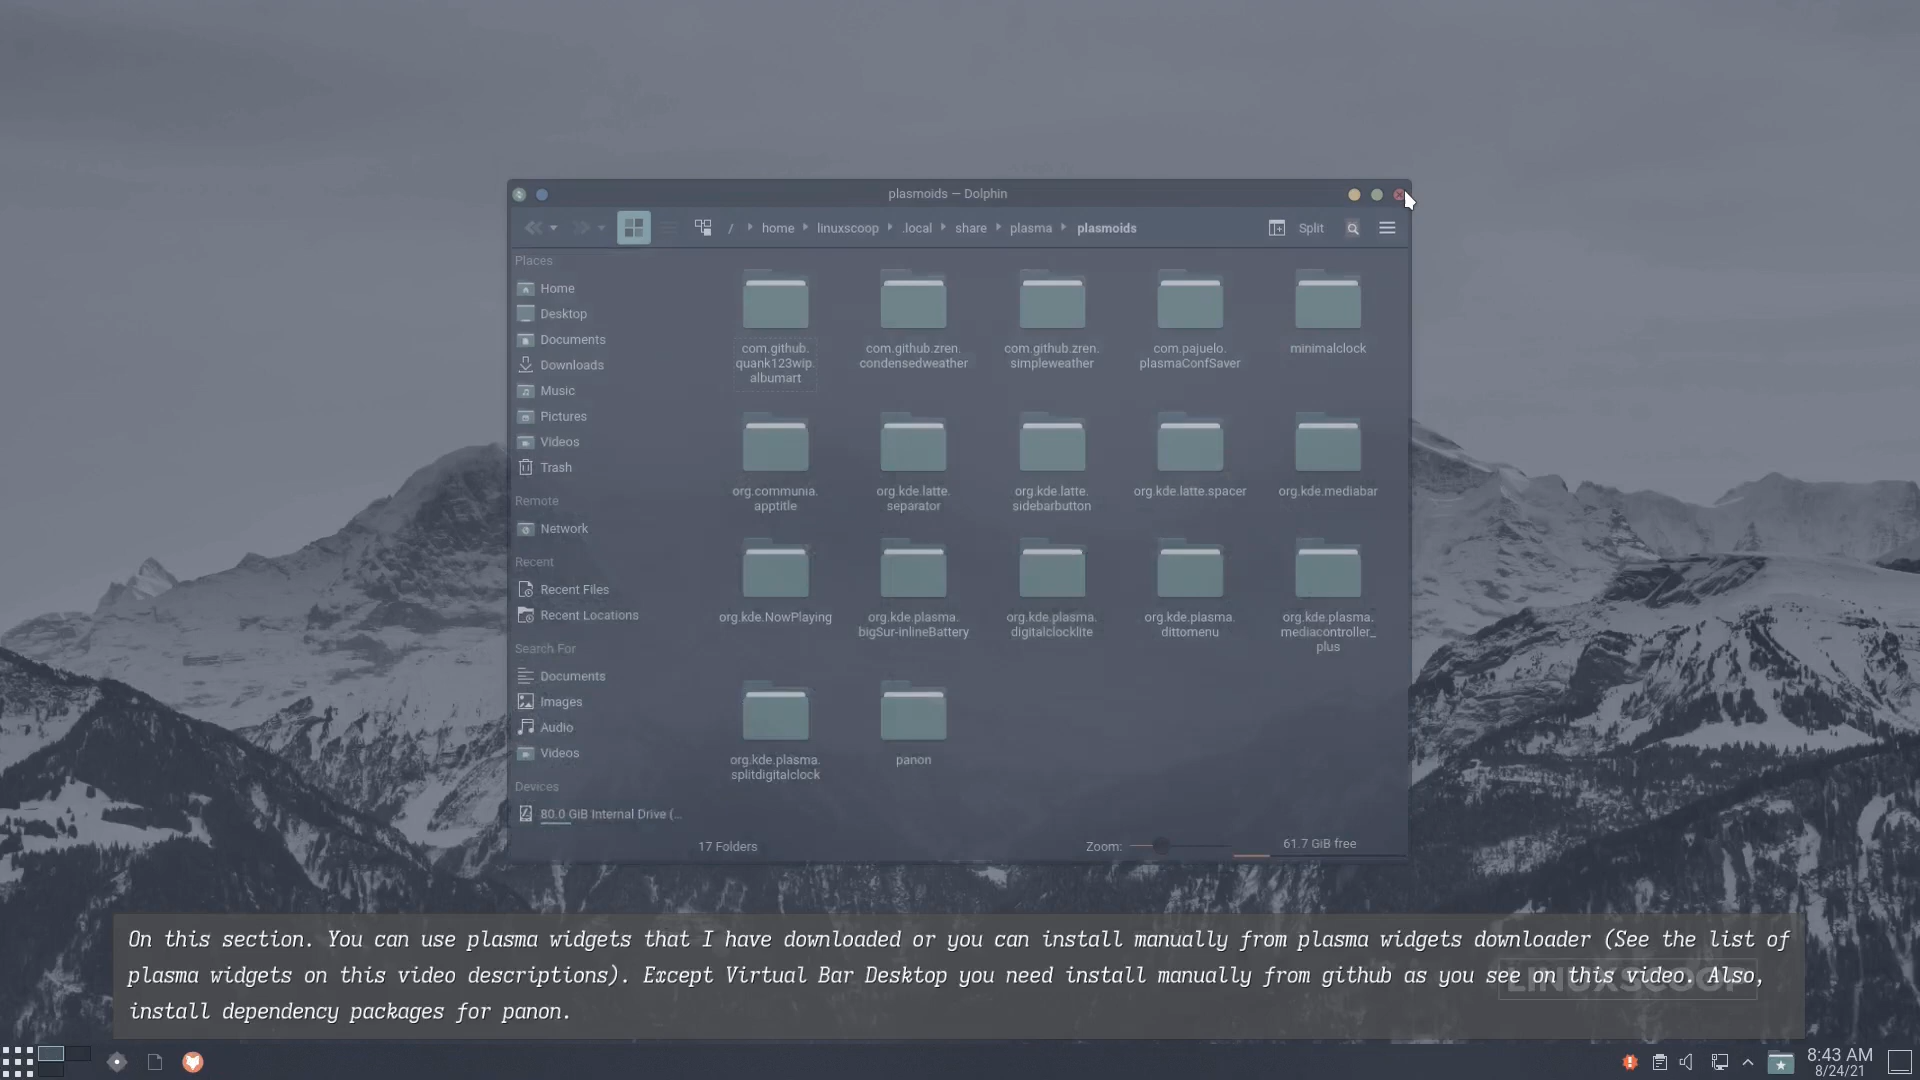 plasmoids — Dolphin
/ home linuxscoop .local share plasma plasmoids
Split
Places
Home
Desktop
Documents
Downloads
Music
Pictures
Videos
Trash
Remote
Network
Recent
Recent Files
Recent Locations
Search For
Documents
Images
Audio
Videos
Devices
80.0 GiB Internal Drive (...
com.github.
quank123wip.
albumart
com.github.zren.
condensedweather
com.github.zren.
simpleweather
com.pajuelo.
plasmaConfSaver
minimalclock
org.communia.
apptitle
org.kde.latte.
separator
org.kde.latte.
sidebarbutton
org.kde.latte.spacer
org.kde.mediabar
org.kde.NowPlaying
org.kde.plasma.
bigSur-inlineBattery
org.kde.plasma.
digitalclocklite
org.kde.plasma.
dittomenu
org.kde.plasma.
mediacontroller_
plus
org.kde.plasma.
splitdigitalclock
panon
17 Folders
Zoom:
61.7 GiB free
On this section. You can use plasma widgets that I have downloaded or you can install manually from plasma widgets downloader (See the list of
plasma widgets on this video descriptions). Except Virtual Bar Desktop you need install manually from github as you see on this video. Also,
install dependency packages for panon.
LINUXSCOOP
8:43 AM
8/24/21